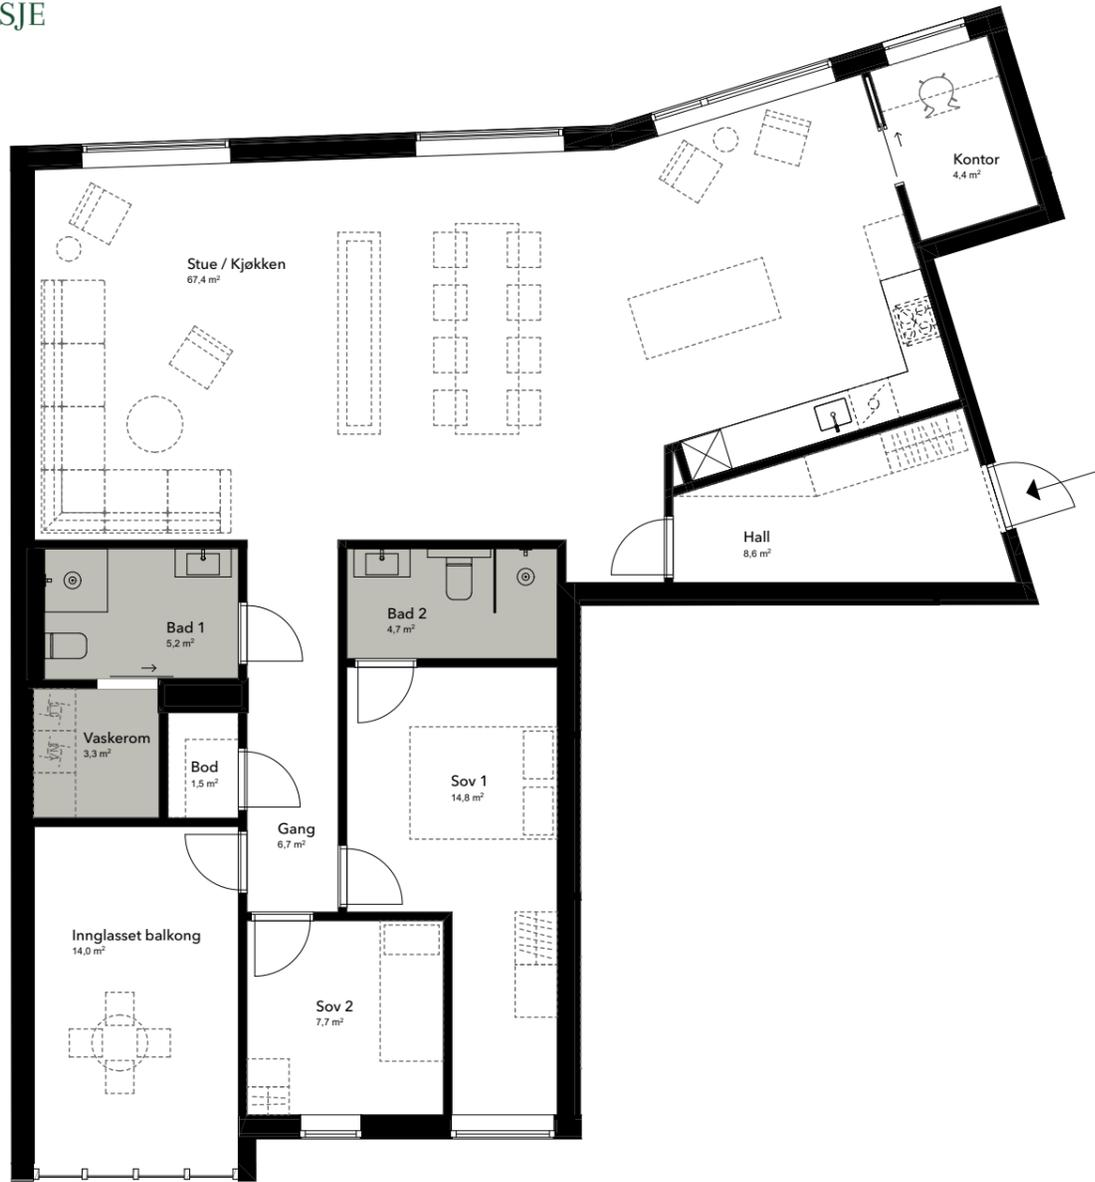 SJE
Kontor
4,4 m²
Stue / Kjøkken
67,4 m²
Hall
8,6 m²
Bad 1
5,2 m²
Bad 2
4,7 m²
Vaskerom
3,3 m²
Bod
1,5 m²
Sov 1
14,8 m²
Gang
6,7 m²
Innglasset balkong
14,0 m²
Sov 2
7,7 m²